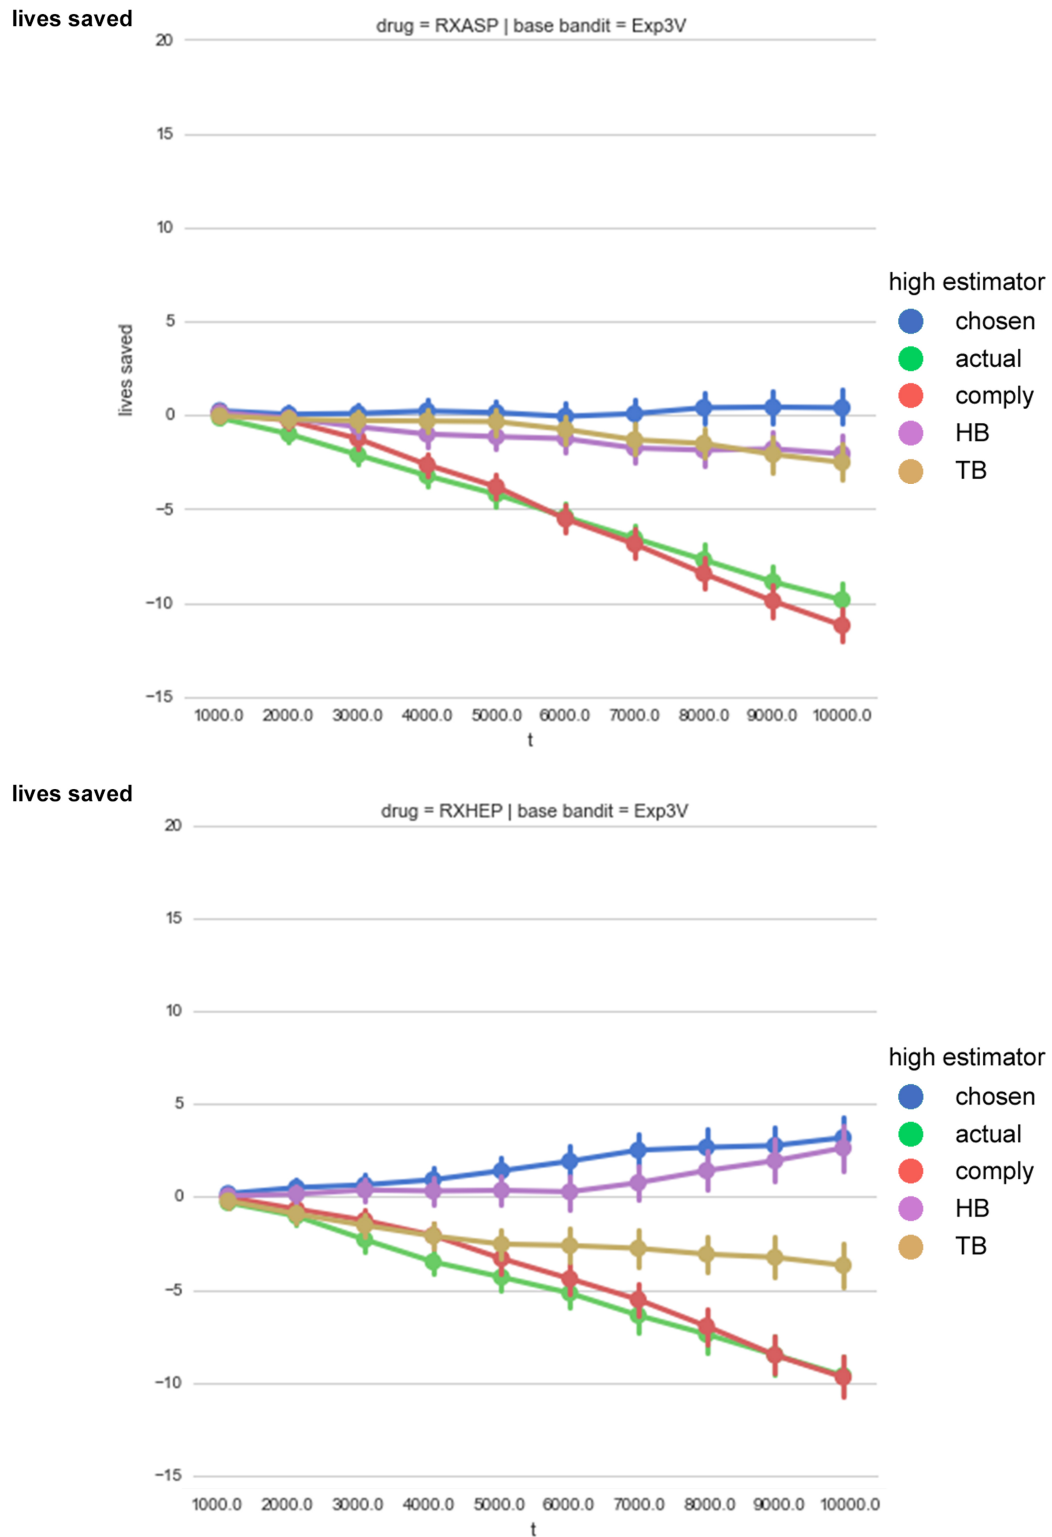 lives saved
drug = RXASP | base bandit = Exp3V
20
15
10
5
0
−5
−10
−15
lives saved
1000.0 2000.0 3000.0 4000.0 5000.0 6000.0 7000.0 8000.0 9000.0 10000.0
t
high estimator
chosen
actual
comply
HB
TB
lives saved
drug = RXHEP | base bandit = Exp3V
20
15
10
5
0
−5
−10
−15
1000.0 2000.0 3000.0 4000.0 5000.0 6000.0 7000.0 8000.0 9000.0 10000.0
t
high estimator
chosen
actual
comply
HB
TB